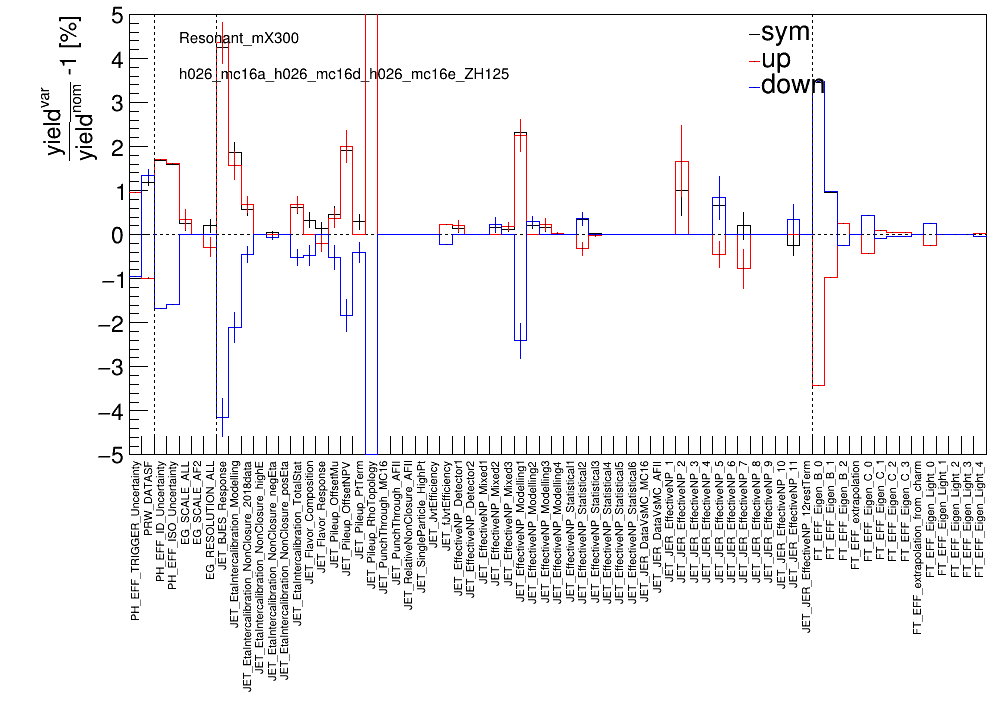 yield^var / yield^nom -1 [%]
5
4
3
2
1
0
−1
−2
−3
−4
−5
Resonant_mX300
h026_mc16a_h026_mc16d_h026_mc16e_ZH125
sym
up
down
PH_EFF_TRIGGER_Uncertainty
PRW_DATASF
PH_EFF_ID_Uncertainty
PH_EFF_ISO_Uncertainty
EG_SCALE_ALL
EG_SCALE_AF2
EG_RESOLUTION_ALL
JET_BJES_Response
JET_EtaIntercalibration_Modelling
JET_EtaIntercalibration_NonClosure_2018data
JET_EtaIntercalibration_NonClosure_highE
JET_EtaIntercalibration_NonClosure_negEta
JET_EtaIntercalibration_NonClosure_posEta
JET_EtaIntercalibration_TotalStat
JET_Flavor_Composition
JET_Flavor_Response
JET_Pileup_OffsetMu
JET_Pileup_OffsetNPV
JET_Pileup_PtTerm
JET_Pileup_RhoTopology
JET_PunchThrough_MC16
JET_PunchThrough_AFII
JET_RelativeNonClosure_AFII
JET_SingleParticle_HighPt
JET_JvtEfficiency
JET_fJvtEfficiency
JET_EffectiveNP_Detector1
JET_EffectiveNP_Detector2
JET_EffectiveNP_Mixed1
JET_EffectiveNP_Mixed2
JET_EffectiveNP_Mixed3
JET_EffectiveNP_Modelling1
JET_EffectiveNP_Modelling2
JET_EffectiveNP_Modelling3
JET_EffectiveNP_Modelling4
JET_EffectiveNP_Statistical1
JET_EffectiveNP_Statistical2
JET_EffectiveNP_Statistical3
JET_EffectiveNP_Statistical4
JET_EffectiveNP_Statistical5
JET_EffectiveNP_Statistical6
JET_JER_DataVsMC_MC16
JET_JER_DataVsMC_AFII
JET_JER_EffectiveNP_1
JET_JER_EffectiveNP_2
JET_JER_EffectiveNP_3
JET_JER_EffectiveNP_4
JET_JER_EffectiveNP_5
JET_JER_EffectiveNP_6
JET_JER_EffectiveNP_7
JET_JER_EffectiveNP_8
JET_JER_EffectiveNP_9
JET_JER_EffectiveNP_10
JET_JER_EffectiveNP_11
JET_JER_EffectiveNP_12restTerm
FT_EFF_Eigen_B_0
FT_EFF_Eigen_B_1
FT_EFF_Eigen_B_2
FT_EFF_extrapolation
FT_EFF_Eigen_C_0
FT_EFF_Eigen_C_1
FT_EFF_Eigen_C_2
FT_EFF_Eigen_C_3
FT_EFF_extrapolation_from_charm
FT_EFF_Eigen_Light_0
FT_EFF_Eigen_Light_1
FT_EFF_Eigen_Light_2
FT_EFF_Eigen_Light_3
FT_EFF_Eigen_Light_4